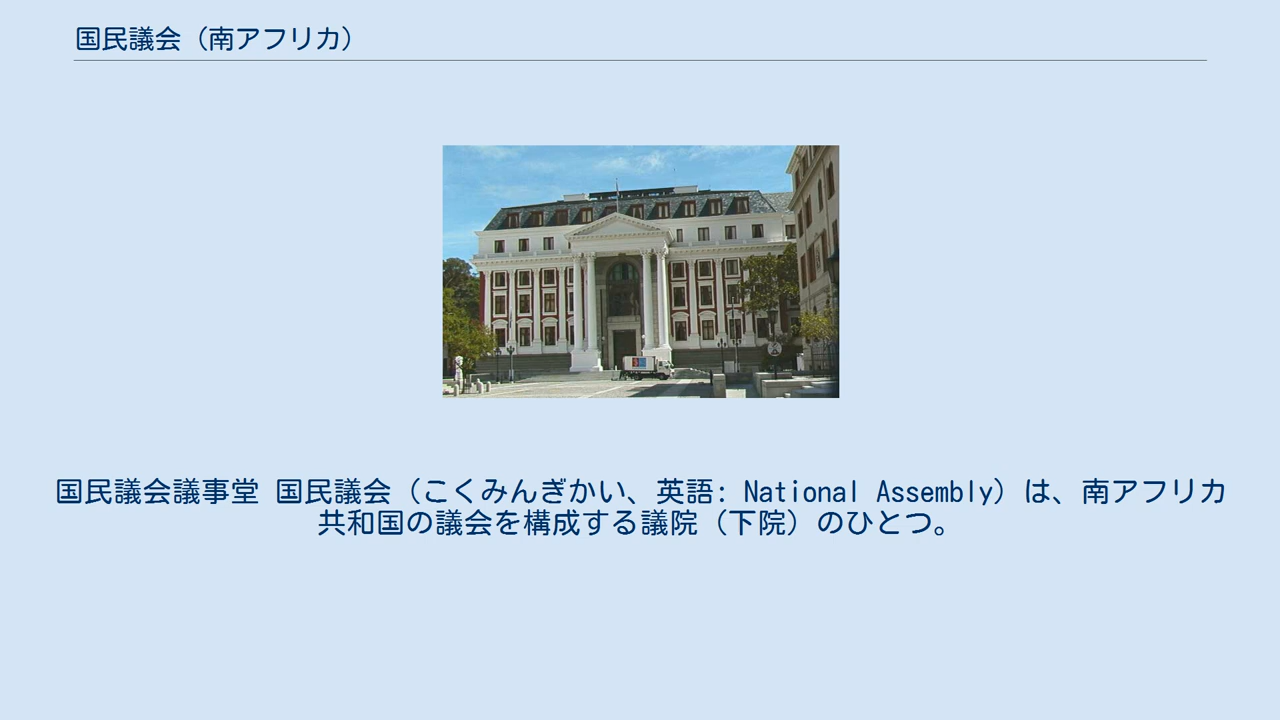 国民議会（南アフリカ）
国民議会議事堂 国民議会（こくみんぎかい、英語: National Assembly）は、南アフリカ
共和国の議会を構成する議院（下院）のひとつ。